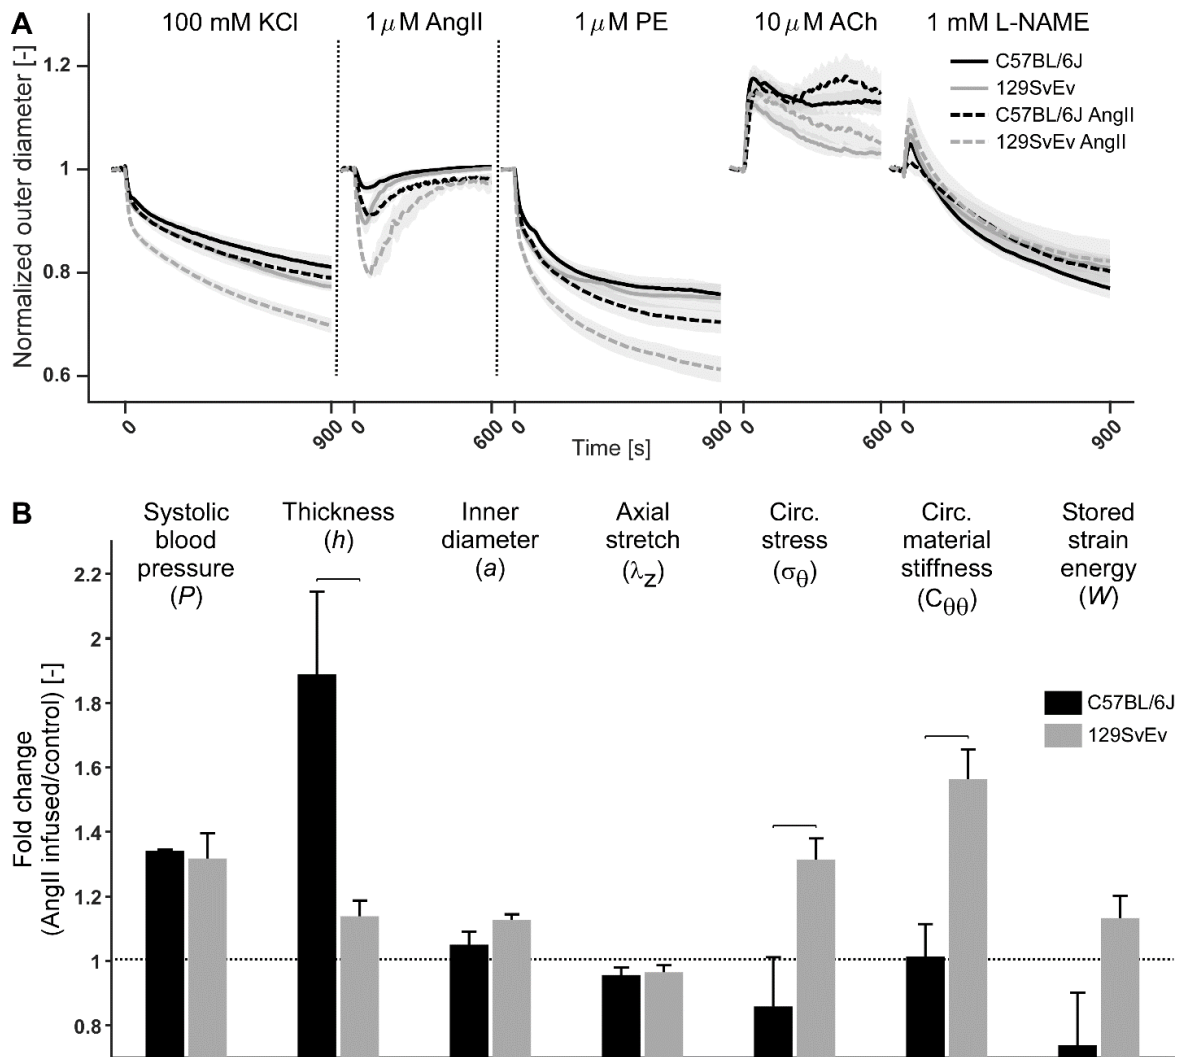 A
100 mM KCl
1 μM AngII
1 μM PE
10 μM ACh
1 mM L-NAME
C57BL/6J
129SvEv
C57BL/6J AngII
129SvEv AngII
Normalized outer diameter [-]
1.2
1
0.8
0.6
0
900
0
600
0
900
0
600
0
900
Time [s]
B
Systolic
blood
pressure
(P)
Thickness
(h)
Inner
diameter
(a)
Axial
stretch
(λz)
Circ.
stress
(σθ)
Circ.
material
stiffness
(Cθθ)
Stored
strain
energy
(W)
C57BL/6J
129SvEv
Fold change
(AngII infused/control) [-]
2.2
2
1.8
1.6
1.4
1.2
1
0.8